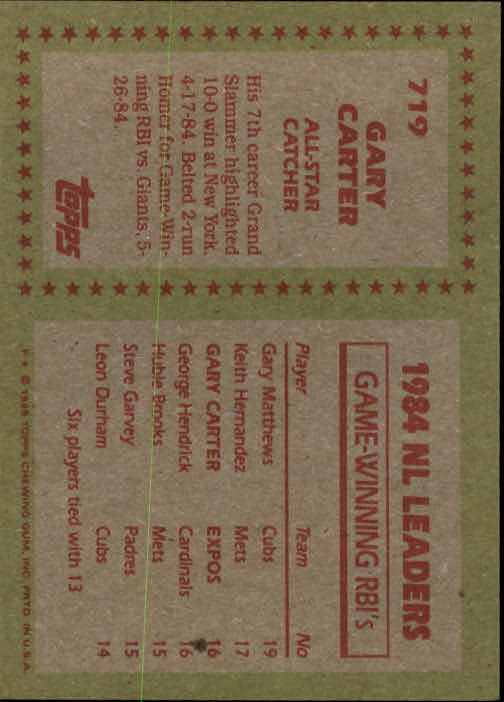 719
GARY
CARTER
ALL-STAR
CATCHER
His 7th career Grand
Slammer highlighted
10-0 win at New York
4-17-84. Belted 2-run
Homer for Game-Win-
ning RBI vs. Giants, 5-
26-84.
topps
1984 NL LEADERS
GAME-WINNING RBI's
Player Team No
Gary Matthews Cubs 19
Keith Hernandez Mets 17
GARY CARTER EXPOS 16
George Hendrick Cardinals 16
Hubie Brooks Mets 15
Steve Garvey Padres 15
Leon Durham Cubs 14
Six players tied with 13
© 1985 TOPPS CHEWING GUM, INC. PRTD. IN U.S.A.